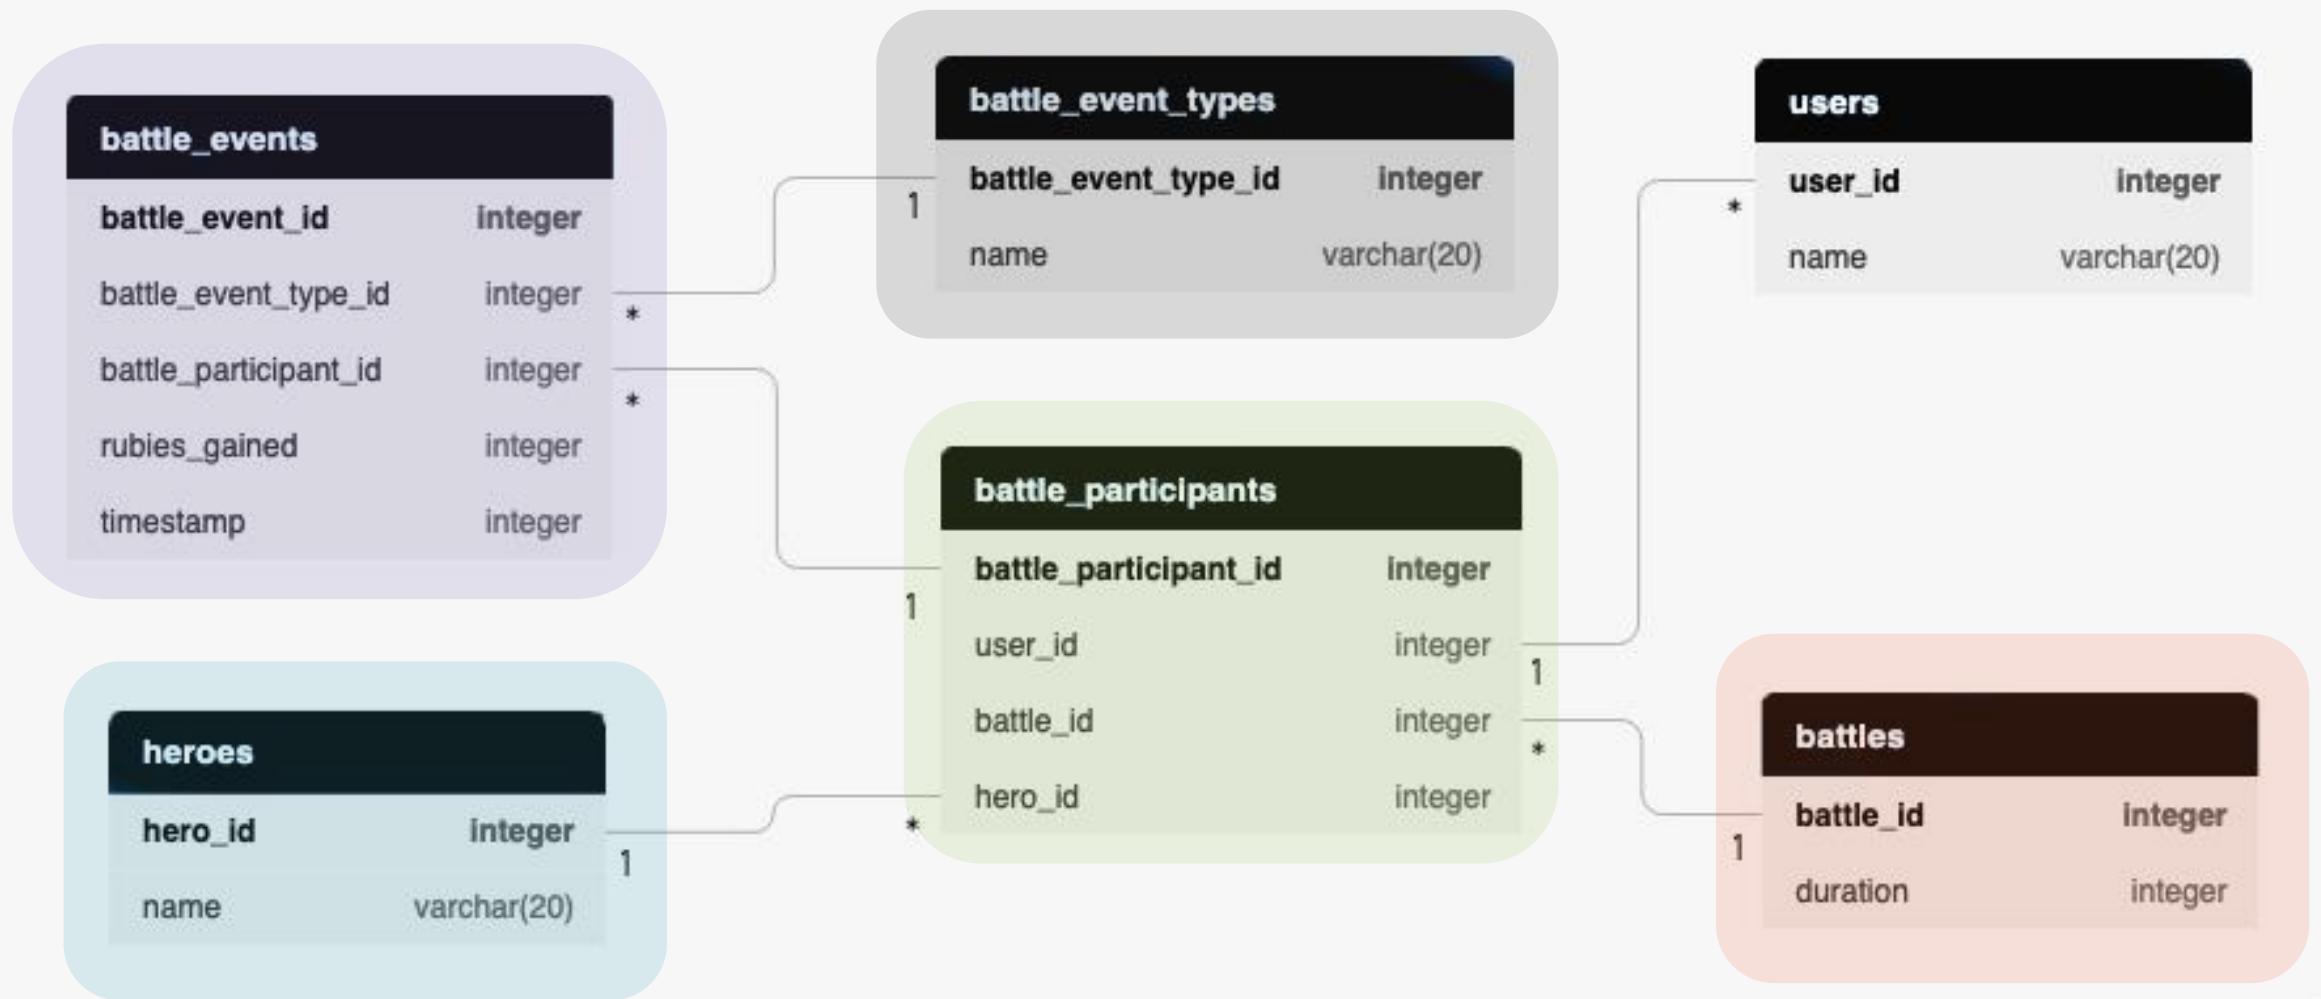 battle_events
battle_event_id integer
battle_event_type_id integer
*
battle_participant_id integer
*
rubies_gained integer
timestamp integer
battle_event_types
battle_event_type_id integer
1
name varchar(20)
users
user_id integer
*
name varchar(20)
battle_participants
battle_participant_id integer
1
user_id integer
1
battle_id integer
*
hero_id integer
*
heroes
hero_id integer
1
name varchar(20)
battles
battle_id integer
1
duration integer